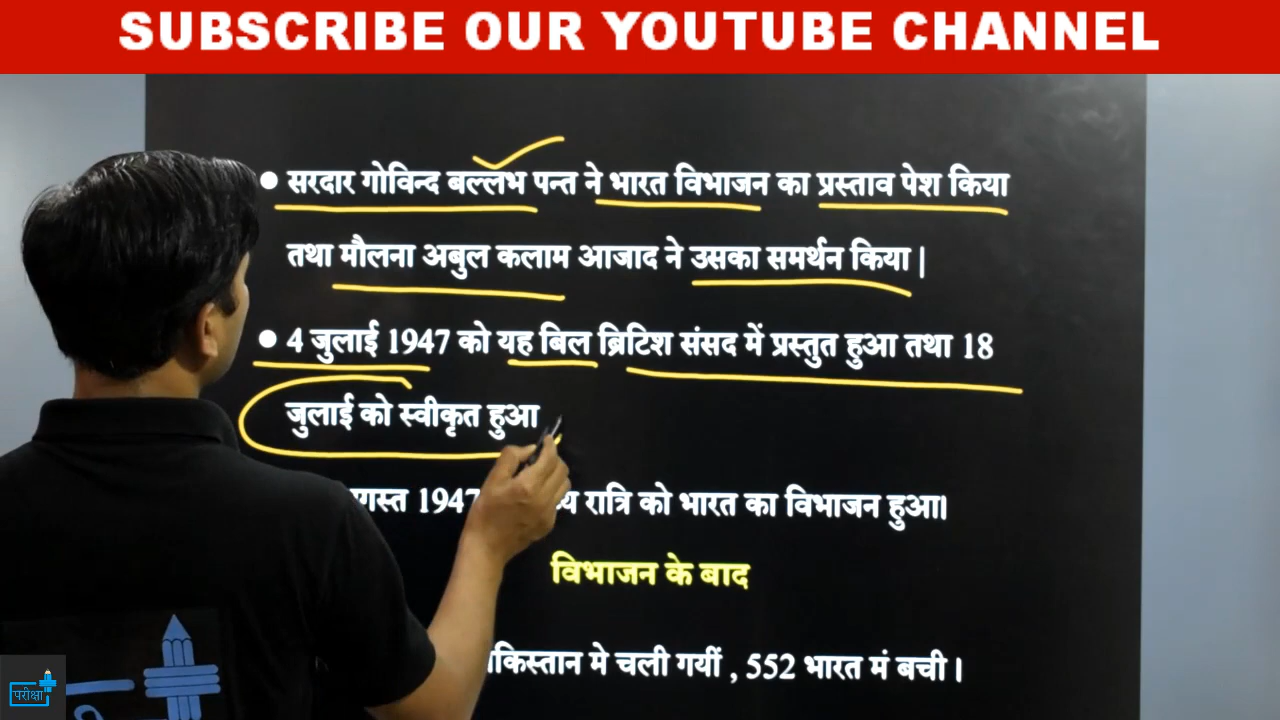 SUBSCRIBE OUR YOUTUBE CHANNEL
• सरदार गोविन्द बल्लभ पन्त ने भारत विभाजन का प्रस्ताव पेश किया
तथा मौलना अबुल कलाम आजाद ने उसका समर्थन किया |
• 4 जुलाई 1947 को यह बिल ब्रिटिश संसद में प्रस्तुत हुआ तथा 18
जुलाई को स्वीकृत हुआ
1947 रात्रि को भारत का विभाजन हुआ।
विभाजन के बाद
मे चली गयीं , 552 भारत मं बची ।
परीक्षा